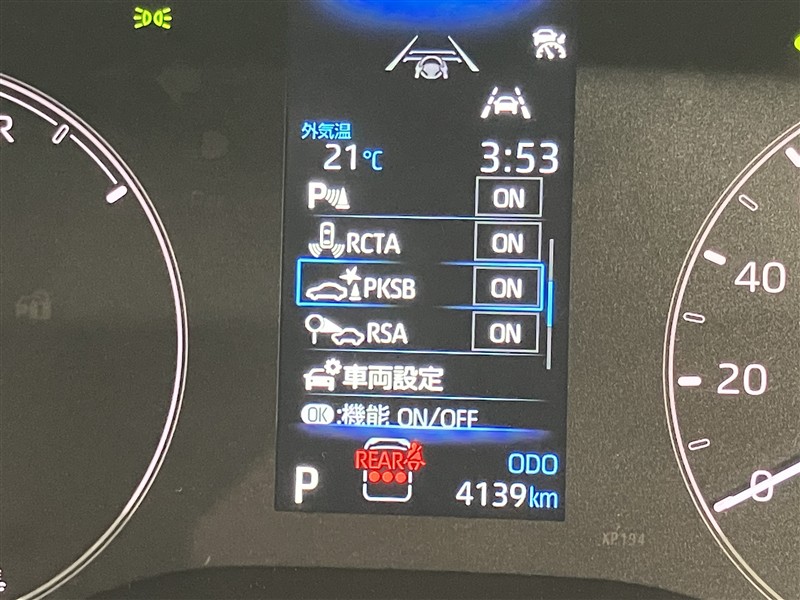 外気温
21℃ 3:53
P ON
RCTA ON
PKSB ON
RSA ON
車両設定
OK:機能 ON/OFF
REAR
P
ODO
4139km
R
40
20
0
XP194